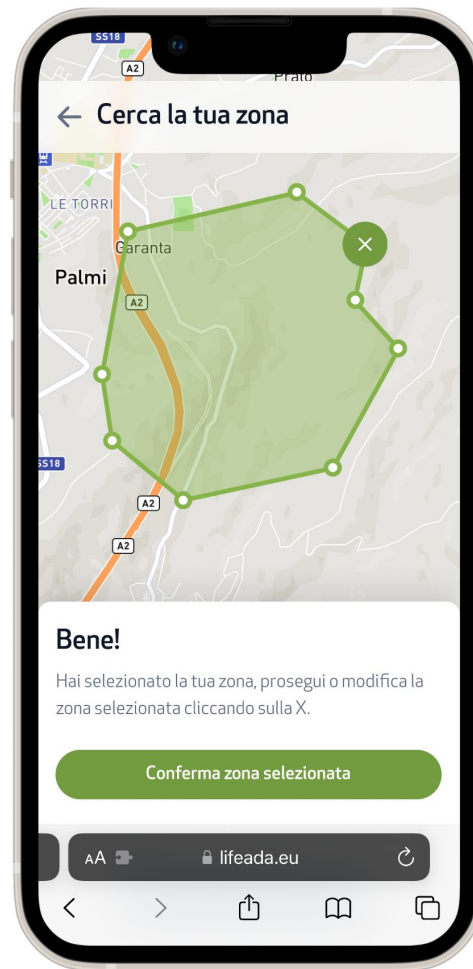 SS18
A2
Pralo
Cerca la tua zona
LE TORRI
Garanta
Palmi
A2
SS18
A2
A2
Bene!
Hai selezionato la tua zona, prosegui o modifica la
zona selezionata cliccando sulla X.
Conferma zona selezionata
AA
lifeada.eu